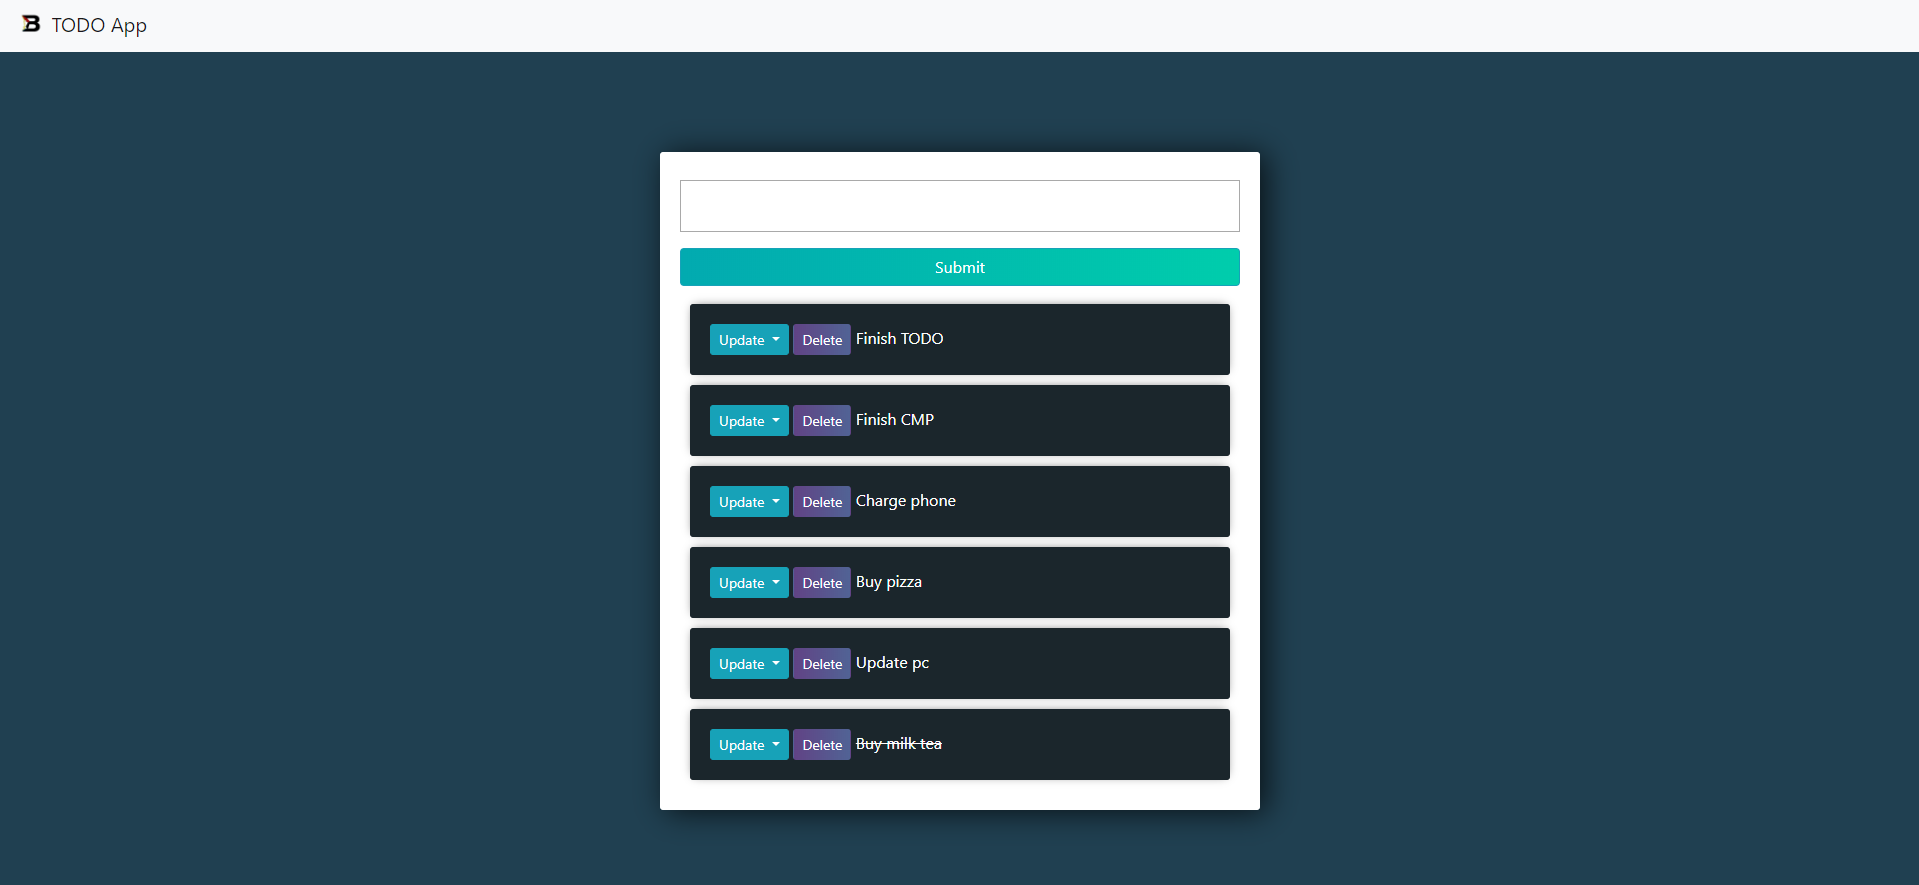 B TODO App
Submit
Update Delete Finish TODO
Update Delete Finish CMP
Update Delete Charge phone
Update Delete Buy pizza
Update Delete Update pc
Update Delete Buy milk tea